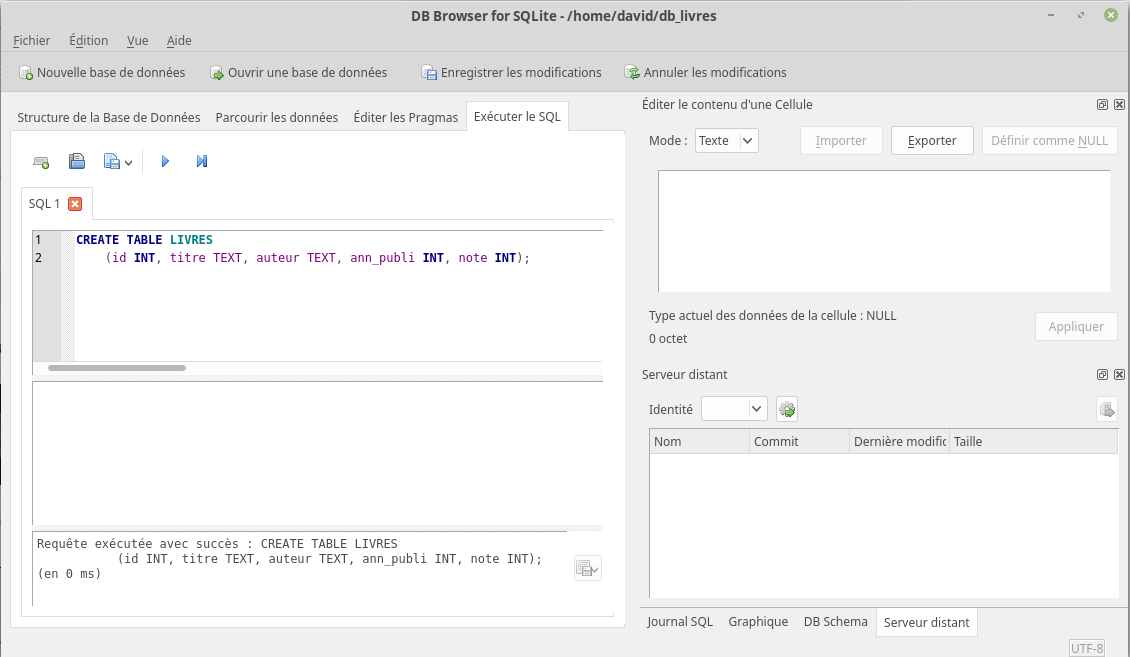 DB Browser for SQLite - /home/david/db_livres
Fichier Édition Vue Aide
Nouvelle base de données Ouvrir une base de données Enregistrer les modifications Annuler les modifications
Structure de la Base de Données Parcourir les données Éditer les Pragmas Exécuter le SQL
SQL 1
1 CREATE TABLE LIVRES
2 (id INT, titre TEXT, auteur TEXT, ann_publi INT, note INT);
Requête exécutée avec succès : CREATE TABLE LIVRES
(id INT, titre TEXT, auteur TEXT, ann_publi INT, note INT);
(en 0 ms)
Éditer le contenu d'une Cellule
Mode : Texte Importer Exporter Définir comme NULL
Type actuel des données de la cellule : NULL
0 octet
Appliquer
Serveur distant
Identité
Nom Commit Dernière modific Taille
Journal SQL Graphique DB Schema Serveur distant
UTF-8